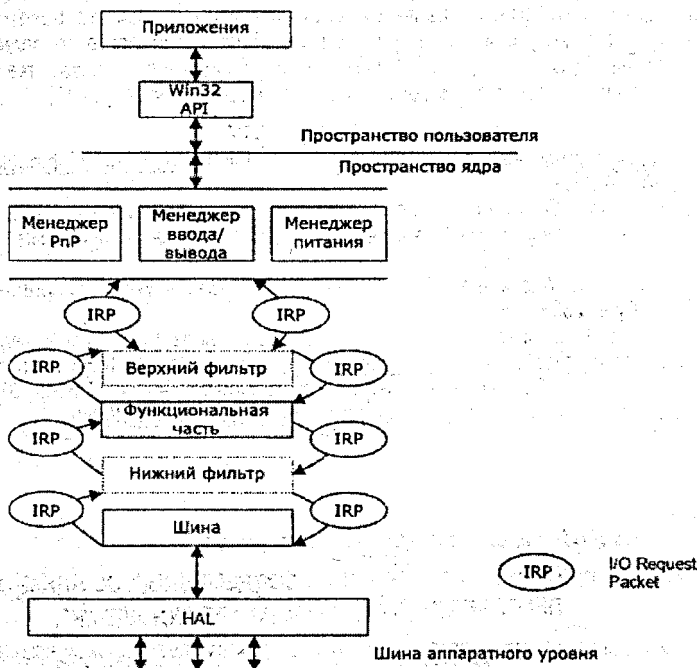 Приложения
Win32
API
Пространство пользователя
Пространство ядра
Менеджер
PnP
Менеджер
ввода/
вывода
Менеджер
питания
IRP
IRP
IRP
Верхний фильтр
IRP
Функциональная
часть
IRP
IRP
Нижний фильтр
IRP
IRP
Шина
IRP
I/O Request
Packet
HAL
Шина аппаратного уровня